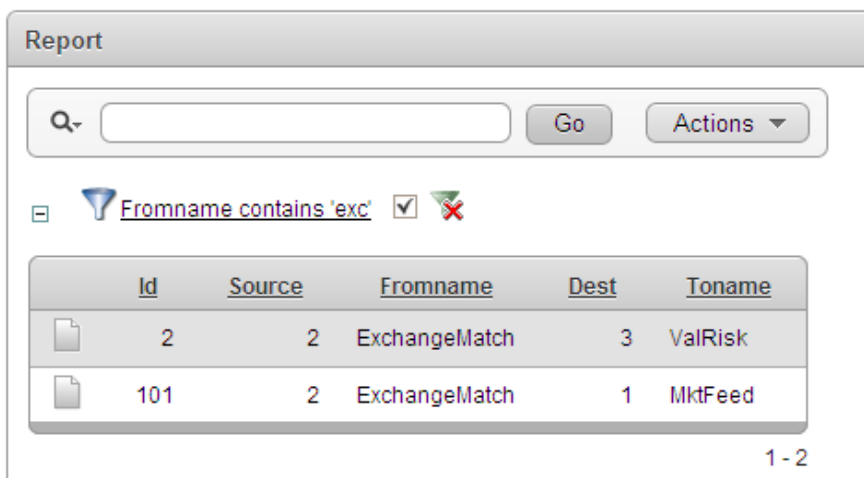 Report
Go Actions
Fromname contains 'exc'
Id Source Fromname Dest Toname
2 2 ExchangeMatch 3 ValRisk
101 2 ExchangeMatch 1 MktFeed
1 - 2